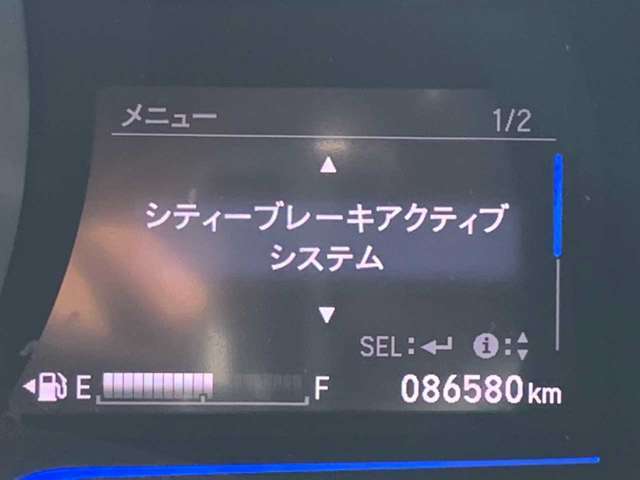 メニュー 1/2
▲
シティーブレーキアクティブ
システム
▼
SEL:↵ i:▲▼
E F 086580km